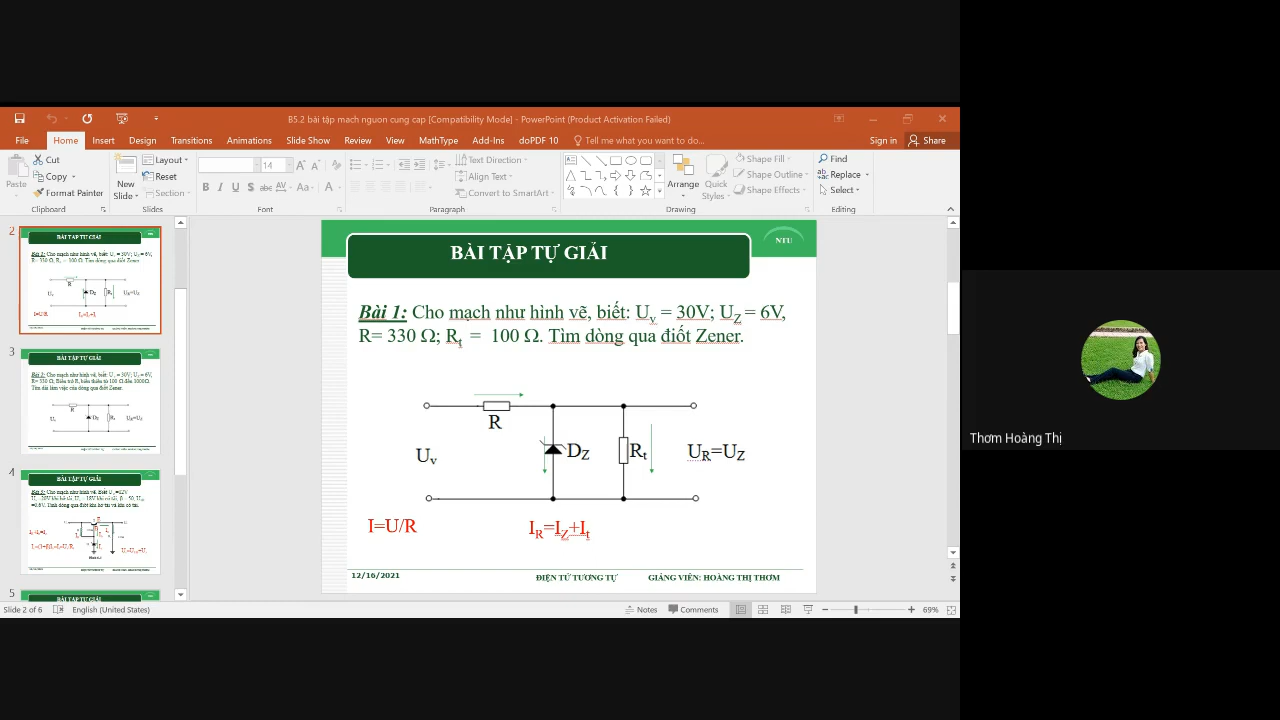 B5.2 bài tập mach nguon cung cap [Compatibility Mode] - PowerPoint (Product Activation Failed)
File Home Insert Design Transitions Animations Slide Show Review View MathType Add-Ins doPDF 10 Tell me what you want to do... Sign in Share
Paste Cut Copy Format Painter
Clipboard
New Slide Layout Reset Section
Slides
14
Font
Text Direction Align Text Convert to SmartArt
Paragraph
Arrange Quick Styles Shape Fill Shape Outline Shape Effects
Drawing
Find Replace Select
Editing
2
3
4
5
BÀI TẬP TỰ GIẢI
NTU
Bài 1: Cho mạch như hình vẽ, biết: Uv = 30V; UZ = 6V,
R= 330 Ω; Rt = 100 Ω. Tìm dòng qua điốt Zener.
R
Uv
DZ
Rt
UR=UZ
I=U/R
IR=IZ+It
12/16/2021
ĐIỆN TỬ TƯƠNG TỰ
GIẢNG VIÊN: HOÀNG THỊ THƠM
Slide 2 of 6 English (United States) Notes Comments 69%
Thơm Hoàng Thị